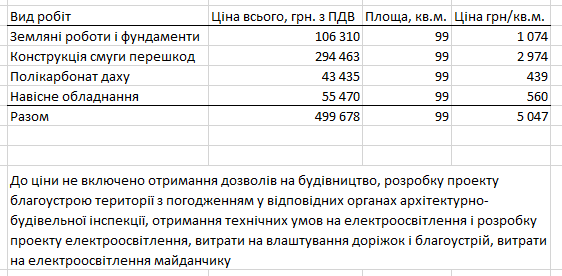 Вид робіт Ціна всього, грн. з ПДВ Площа, кв.м. Ціна грн/кв.м.
Земляні роботи і фундаменти 106 310 99 1 074
Конструкція смуги перешкод 294 463 99 2 974
Полікарбонат даху 43 435 99 439
Навісне обладнання 55 470 99 560
Разом 499 678 99 5 047
До ціни не включено отримання дозволів на будівництво, розробку проекту
благоустрою території з погодженням у відповідних органах архітектурно-
будівельної інспекції, отримання технічних умов на електроосвітлення і розробку
проекту електроосвітлення, витрати на влаштування доріжок і благоустрій, витрати
на електроосвітлення майданчику